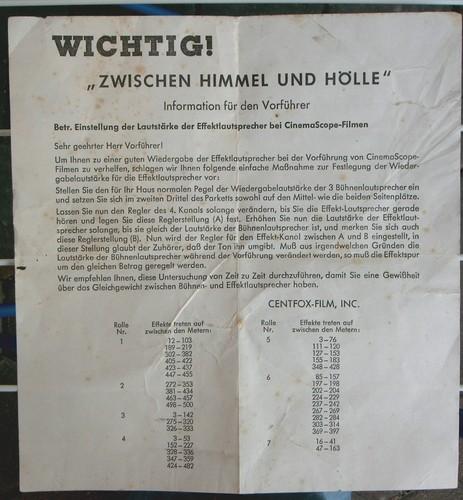 WICHTIG!
„ZWISCHEN HIMMEL UND HÖLLE“
Information für den Vorführer
Betr. Einstellung der Lautstärke der Effektlautsprecher bei CinemaScope-Filmen
Sehr geehrter Herr Vorführer!
Um Ihnen zu einer guten Wiedergabe der Effektlautsprecher bei der Vorführung von CinemaScope-
Filmen zu verhelfen, schlagen wir Ihnen folgende einfache Maßnahme zur Festlegung der Wieder-
gabelautstärke für die Effektlautsprecher vor:
Stellen Sie den für Ihr Haus normalen Pegel der Wiedergabelautstärke der 3 Bühnenlautsprecher ein
und setzen Sie sich im zweiten Drittel des Parketts sowohl auf den Mittel- wie die beiden Seitenplätze.
Lassen Sie nun den Regler des 4. Kanals solange verändern, bis Sie die Effekt-Lautsprecher gerade
hören und legen Sie diese Reglerstellung (A) fest. Erhöhen Sie nun die Lautstärke der Effektlaut-
sprecher solange, bis sie gleich der Lautstärke der Bühnenlautsprecher ist, und merken Sie sich auch
diese Reglerstellung (B). Nun wird der Regler für den Effekt-Kanal zwischen A und B eingestellt, in
dieser Stellung glaubt der Zuhörer, daß der Ton ihn umgibt. Muß aus irgendwelchen Gründen die
Lautstärke der Bühnenlautsprecher während der Vorführung verändert werden, so muß die Effektspur
um den gleichen Betrag geregelt werden.
Wir empfehlen Ihnen, diese Untersuchung von Zeit zu Zeit durchzuführen, damit Sie eine Gewißheit
über das Gleichgewicht zwischen Bühnen- und Effektlautsprecher haben.
CENTFOX-FILM, INC.
Rolle Nr. Effekte treten auf zwischen den Metern:
1 12–103
189–219
302–382
405–422
423–437
447–455
2 272–353
381–434
463–457
498–500
3 3–142
275–320
326–333
4 3–53
152–227
328–336
347–359
424–482
Rolle Nr. Effekte treten auf zwischen den Metern:
5 3–76
111–120
127–153
155–183
348–428
6 85–157
197–198
202–204
224–229
237–242
267–269
282–284
303–314
369–397
7 16–41
47–163